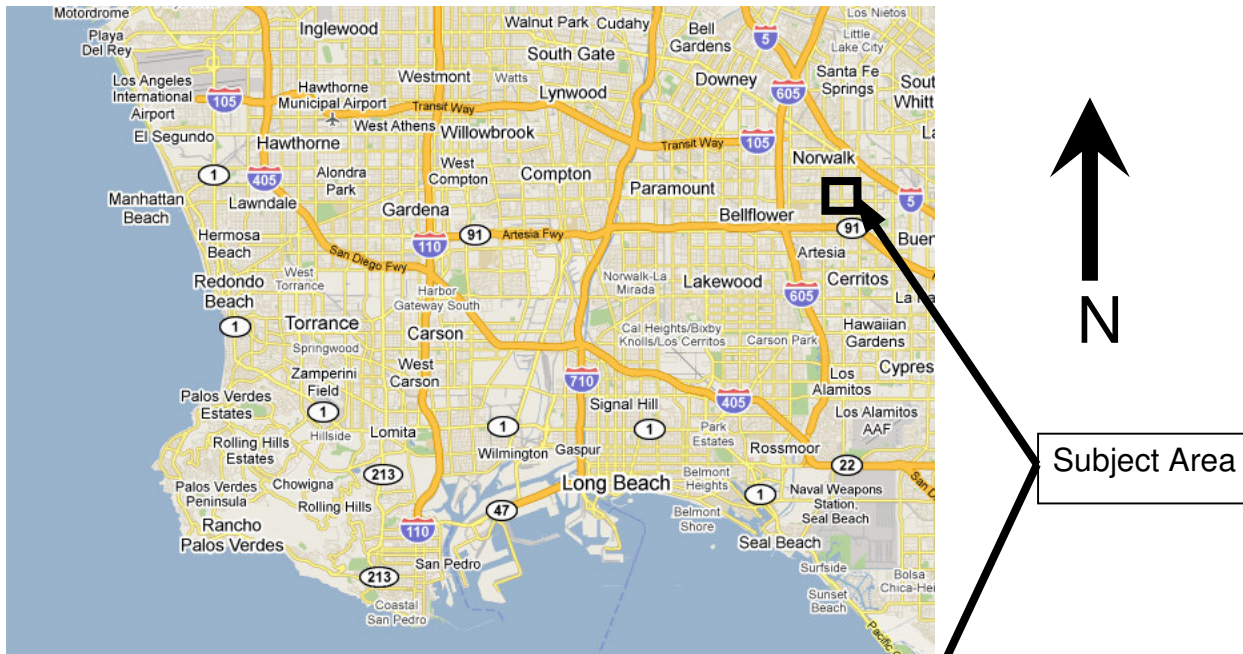 Motordrome
Playa
Del Rey
Inglewood
Walnut Park
Cudahy
Bell
Gardens
Los Nietos
Little
Lake City
5
South Gate
Los Angeles
International
Airport
105
Hawthorne
Municipal Airport
Westmont
Watts
Lynwood
Downey
605
Santa Fe
Springs
Sout
Whitt
Transit Way
El Segundo
West Athens
Willowbrook
Hawthorne
Transit Way
105
Norwalk
La
1
405
Alondra
Park
West
Compton
Compton
Paramount
5
Manhattan
Beach
Lawndale
Gardena
Bellflower
91
Buen
Hermosa
Beach
110
91
Artesia Fwy
Artesia
San Diego Fwy
Redondo
Beach
West
Torrance
Harbor
Gateway South
Norwalk-La
Mirada
Lakewood
605
Cerritos
1
Torrance
Carson
Cal Heights/Bixby
Knolls/Los Cerritos
Carson Park
Hawaiian
Gardens
Springwood
Zamperini
Field
West
Carson
710
405
Los
Alamitos
Cypres
Palos Verdes
Estates
1
Hillside
Lomita
1
Signal Hill
1
Park
Estates
Los Alamitos
AAF
Rolling Hills
Estates
Wilmington
Gaspur
Rossmoor
213
22
Palos Verdes
Peninsula
Chowigna
Rolling Hills
47
Long Beach
Belmont
Heights
1
Naval Weapons
Station,
Seal Beach
Rancho
Palos Verdes
110
Belmont
Shore
Seal Beach
San Pedro
213
Surfside
Sunset
Beach
Bolsa
Chica-Hei
Coastal
San Pedro
N
Subject Area